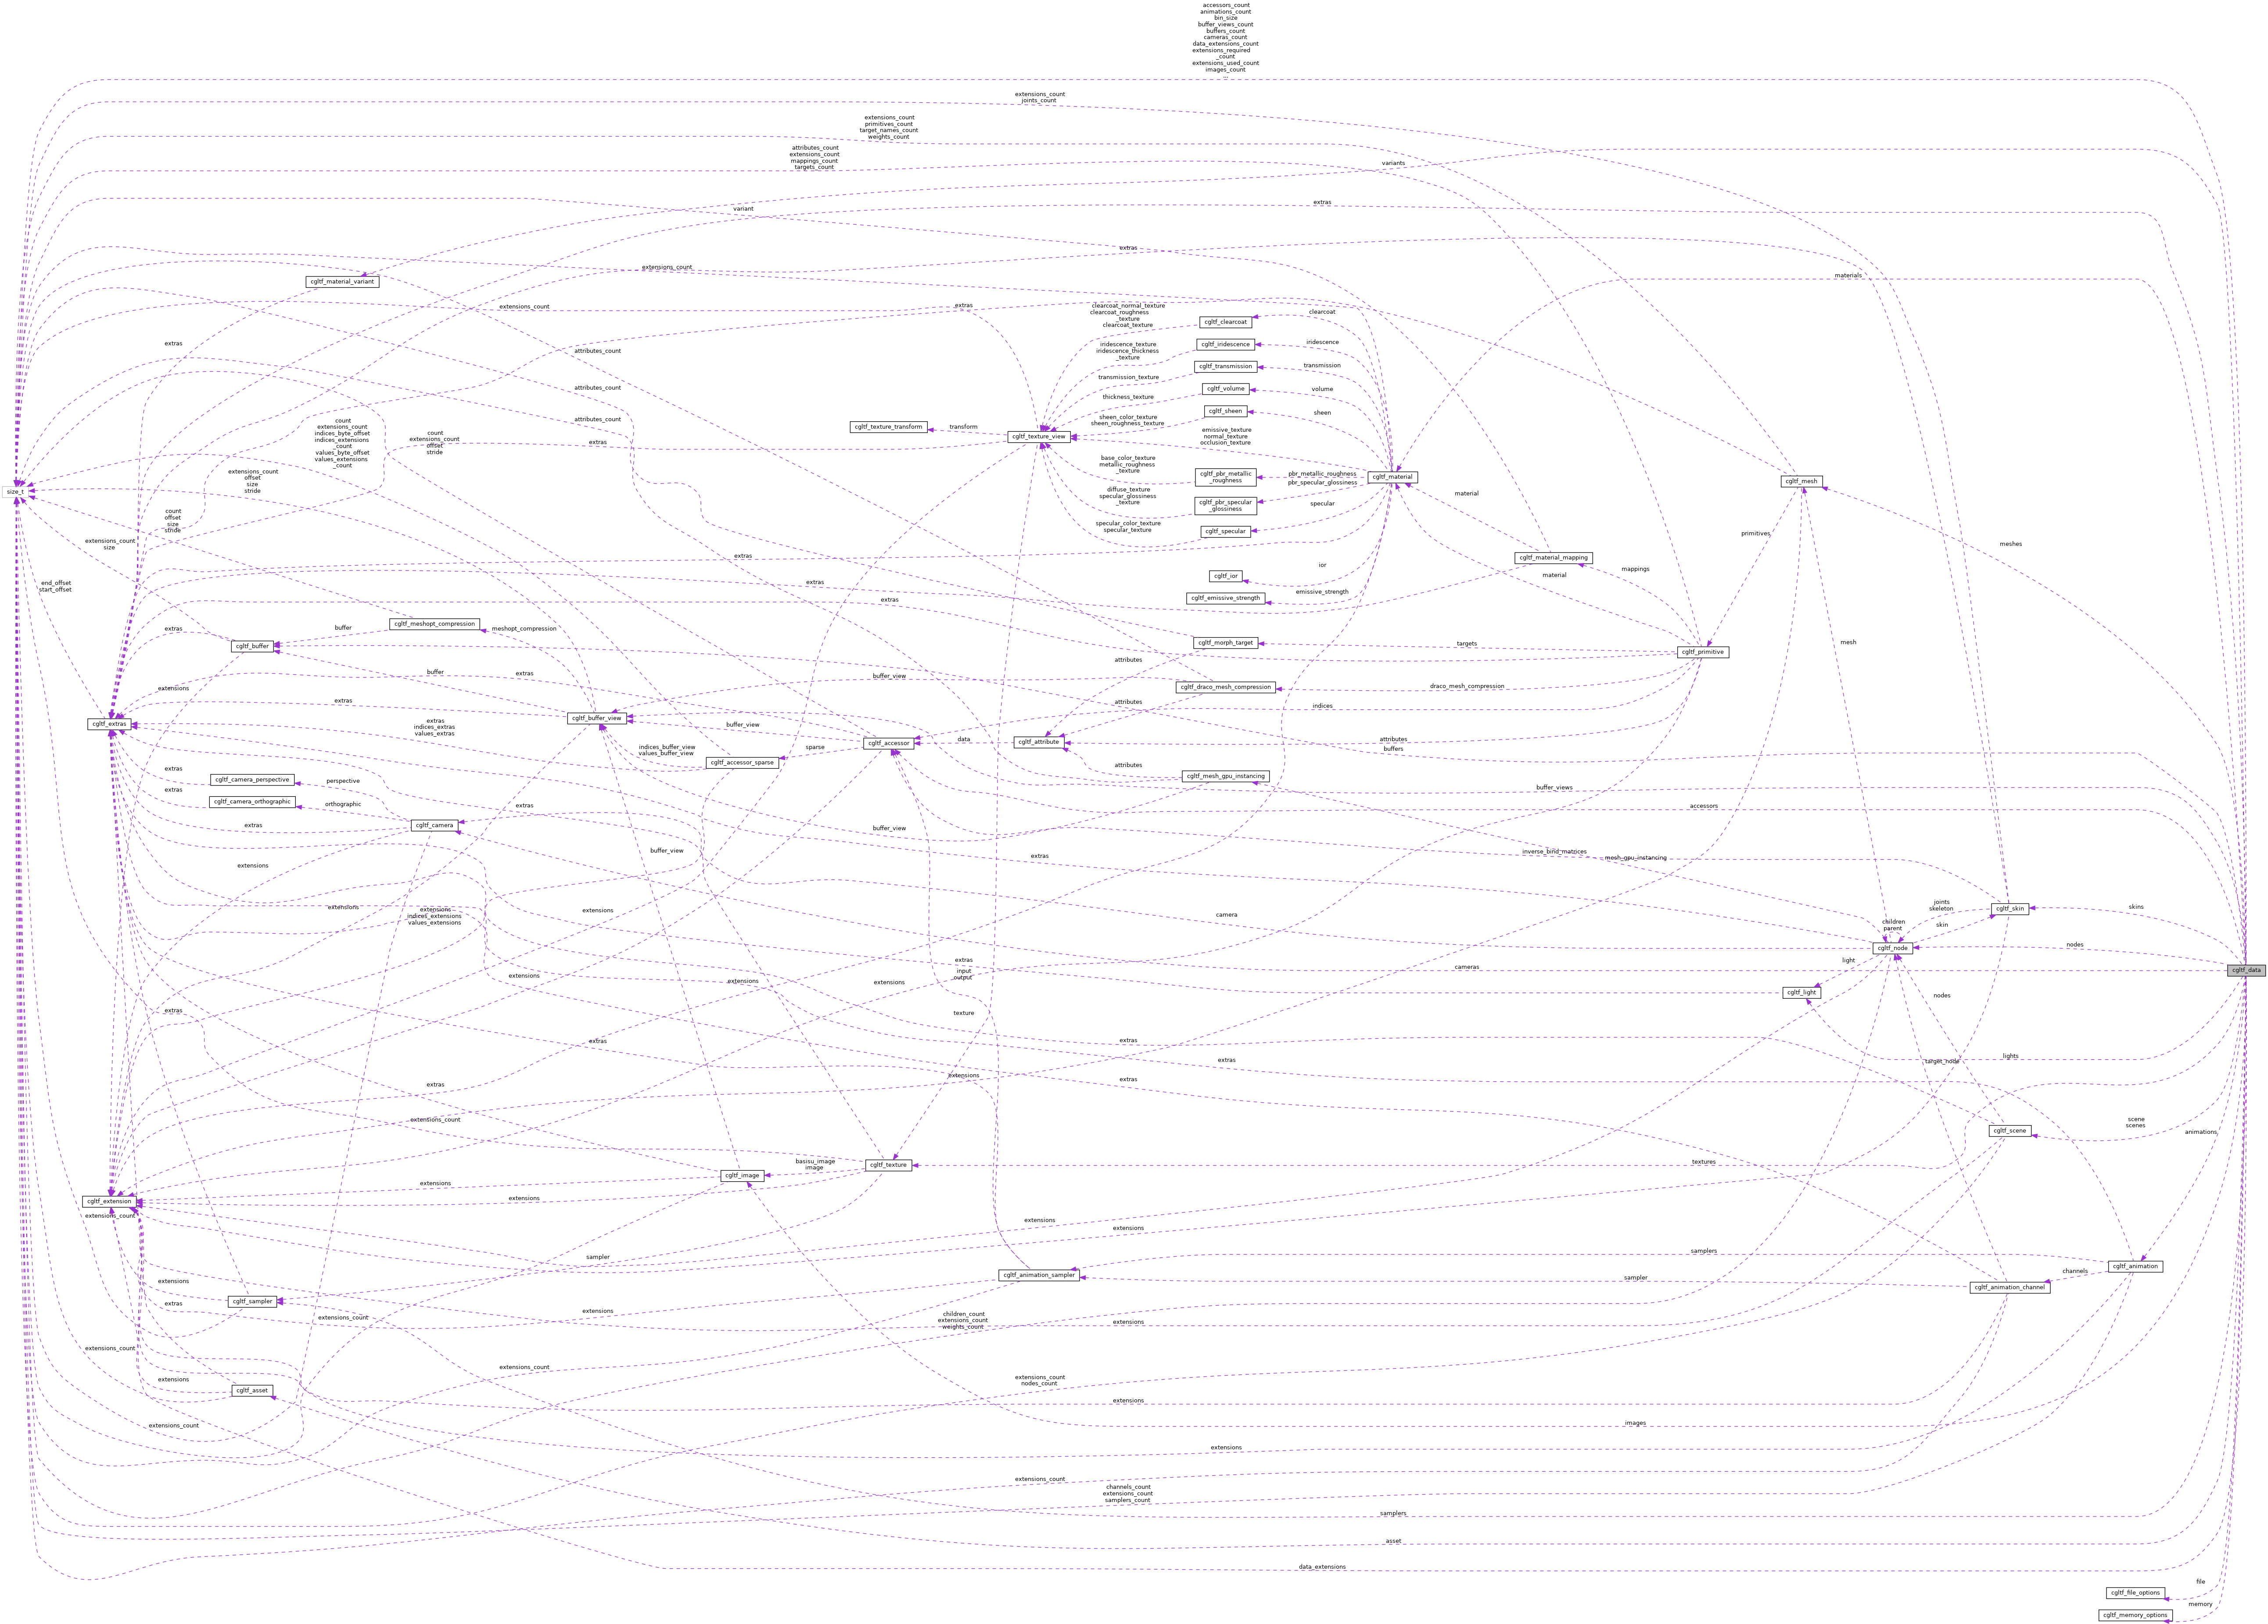 accessors_count
animations_count
bin_size
buffer_views_count
buffers_count
cameras_count
data_extensions_count
extensions_required
_count
extensions_used_count
images_count
...
extensions_count
joints_count
extensions_count
primitives_count
target_names_count
weights_count
attributes_count
extensions_count
mappings_count
targets_count
variants
variant
extras
extras
extensions_count
materials
cgltf_material_variant
extensions_count
extras
clearcoat_normal_texture
clearcoat_roughness
_texture
clearcoat_texture
clearcoat
cgltf_clearcoat
extras
attributes_count
iridescence_texture
iridescence_thickness
_texture
cgltf_iridescence
iridescence
transmission_texture
cgltf_transmission
transmission
attributes_count
thickness_texture
cgltf_volume
volume
sheen_color_texture
sheen_roughness_texture
cgltf_sheen
sheen
attributes_count
cgltf_texture_transform
transform
cgltf_texture_view
emissive_texture
normal_texture
occlusion_texture
count
extensions_count
indices_byte_offset
indices_extensions
_count
values_byte_offset
values_extensions
_count
count
extensions_count
offset
stride
extras
base_color_texture
metallic_roughness
_texture
cgltf_pbr_metallic
_roughness
pbr_metallic_roughness
pbr_specular_glossiness
cgltf_material
cgltf_mesh
extensions_count
offset
size
stride
size_t
diffuse_texture
specular_glossiness
_texture
cgltf_pbr_specular
_glossiness
material
specular
count
offset
size
stride
specular_color_texture
specular_texture
cgltf_specular
primitives
meshes
extensions_count
size
extras
cgltf_material_mapping
ior
cgltf_ior
material
mappings
end_offset
start_offset
extras
extras
cgltf_emissive_strength
emissive_strength
cgltf_meshopt_compression
meshopt_compression
buffer
extras
cgltf_buffer
cgltf_morph_target
targets
mesh
cgltf_primitive
attributes
buffer
extras
buffer_view
cgltf_draco_mesh_compression
draco_mesh_compression
extensions
extras
attributes
indices
cgltf_extras
extras
indices_extras
values_extras
cgltf_buffer_view
buffer_view
cgltf_accessor
data
cgltf_attribute
attributes
buffers
indices_buffer_view
values_buffer_view
sparse
cgltf_accessor_sparse
attributes
cgltf_mesh_gpu_instancing
extras
cgltf_camera_perspective
perspective
buffer_views
extras
cgltf_camera_orthographic
orthographic
extras
accessors
extras
cgltf_camera
buffer_view
buffer_view
extras
inverse_bind_matrices
mesh_gpu_instancing
extensions
extensions
extensions
indices_extensions
values_extensions
extensions
camera
joints
skeleton
cgltf_skin
skins
children
parent
skin
cgltf_node
nodes
extras
light
cameras
cgltf_data
input
output
extensions
extensions
extensions
cgltf_light
nodes
extras
texture
extras
extras
extras
lights
target_node
extensions
extras
extras
extensions_count
scene
scenes
cgltf_scene
animations
basisu_image
image
cgltf_texture
textures
cgltf_image
extensions
extensions
cgltf_extension
extensions_count
extensions
extensions
sampler
samplers
cgltf_animation
channels
cgltf_animation_sampler
sampler
cgltf_animation_channel
extensions
cgltf_sampler
extras
extensions
extensions_count
children_count
extensions_count
weights_count
extensions
extensions_count
extensions_count
extensions
cgltf_asset
extensions_count
nodes_count
extensions
images
extensions_count
extensions
extensions_count
channels_count
extensions_count
samplers_count
samplers
asset
data_extensions
file
cgltf_file_options
memory
cgltf_memory_options